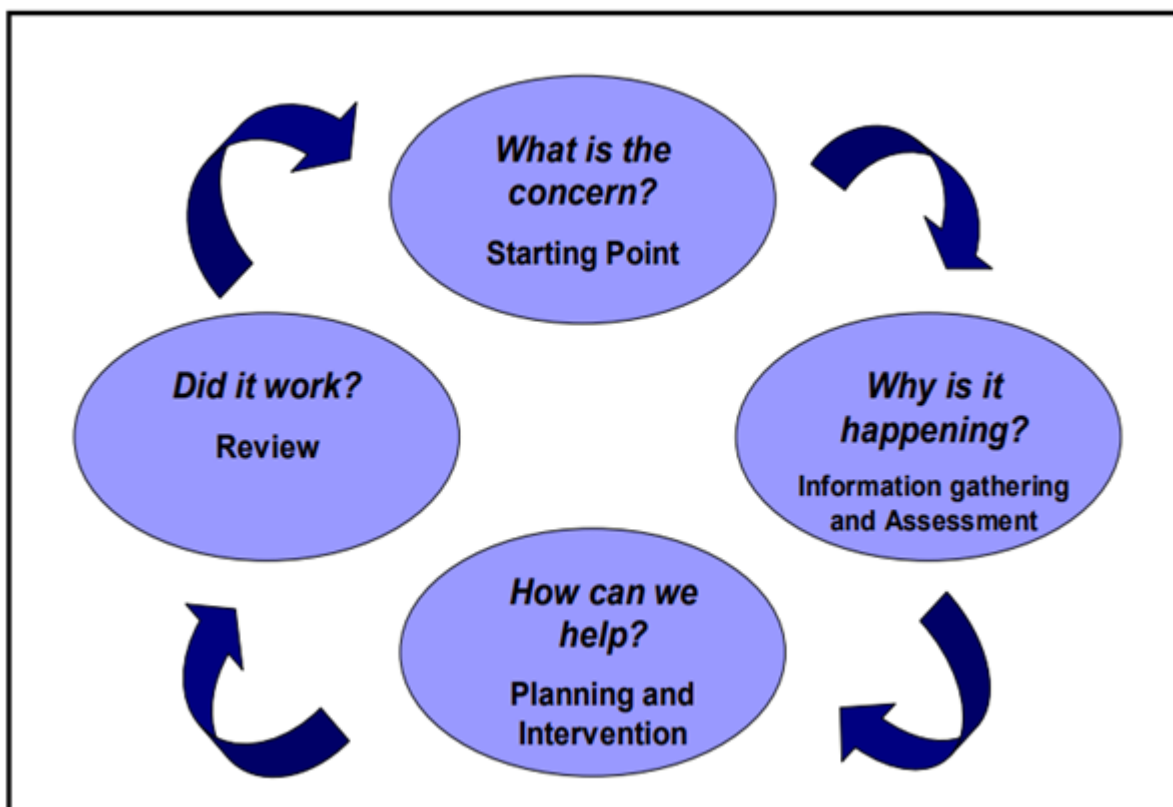 What is the
concern?
Starting Point
Why is it
happening?
Information gathering
and Assessment
How can we
help?
Planning and
Intervention
Did it work?
Review